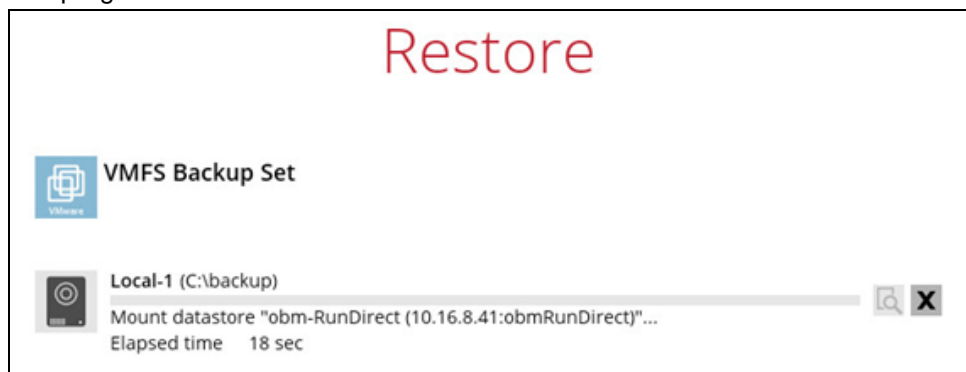 Restore
VMFS Backup Set
VMware
Local-1 (C:\backup)
Mount datastore "obm-RunDirect (10.16.8.41:obmRunDirect)"...
Elapsed time 18 sec